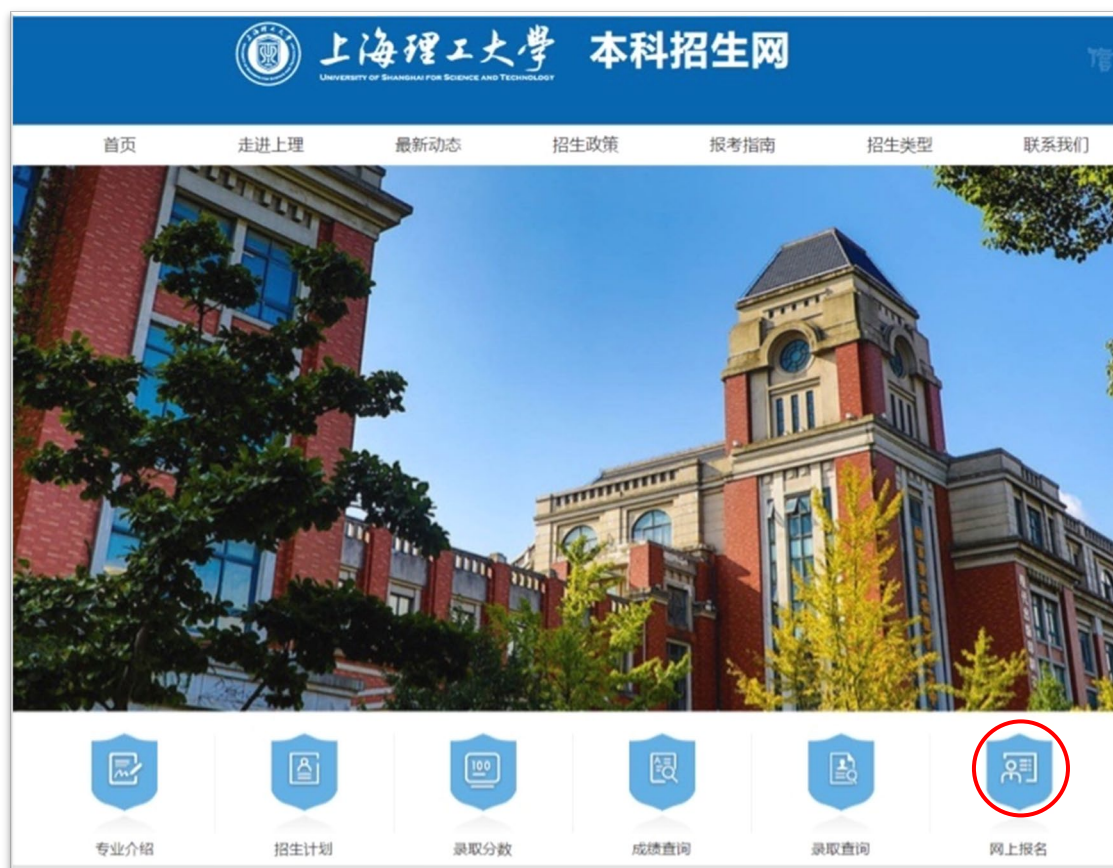 上海理工大學 本科招生网
UNIVERSITY OF SHANGHAI FOR SCIENCE AND TECHNOLOGY
首页 走进上理 最新动态 招生政策 报考指南 招生类型 联系我们
100
专业介绍 招生计划 录取分数 成绩查询 录取查询 网上报名